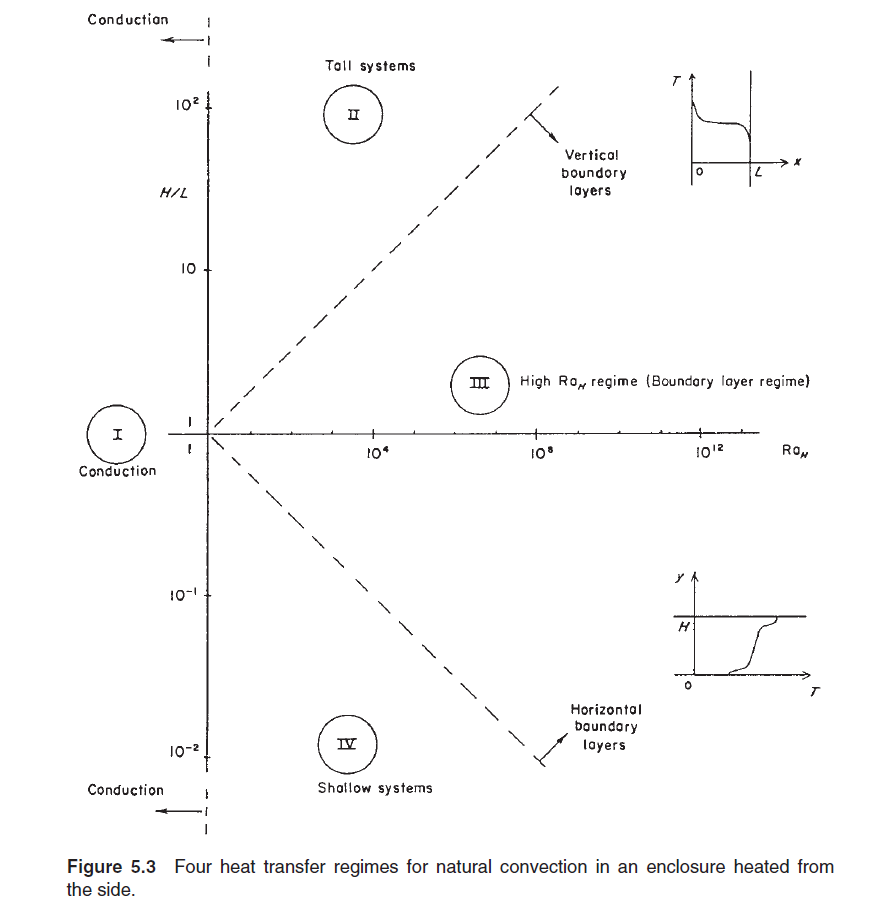 Conduction
Tall systems
II
10²
H/L
Vertical
boundary
layers
T
0
L
x
10
III
High Ra_H regime (Boundary layer regime)
I
Conduction
1
1
10⁴
10⁸
10¹²
Ra_H
10⁻¹
y
H
0
T
Horizontal
boundary
layers
10⁻²
IV
Conduction
Shallow systems
Figure 5.3 Four heat transfer regimes for natural convection in an enclosure heated from
the side.